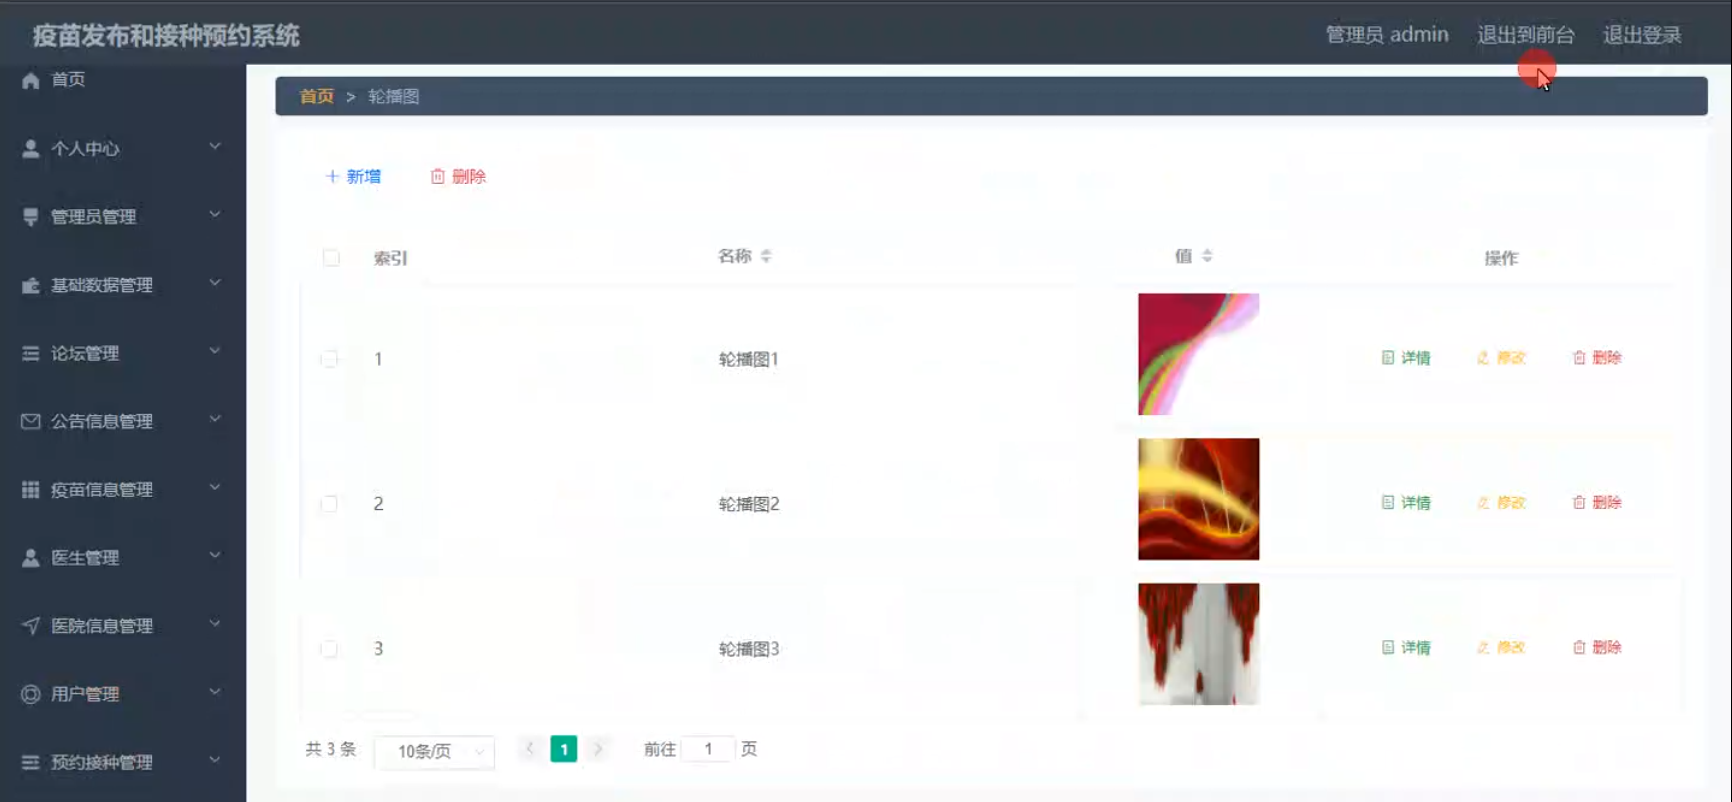 疫苗发布和接种预约系统
管理员 admin 退出到前台 退出登录
首页
个人中心
管理员管理
基础数据管理
论坛管理
公告信息管理
疫苗信息管理
医生管理
医院信息管理
用户管理
预约接种管理
首页 > 轮播图
新增 删除
索引 名称 值 操作
1 轮播图1 详情 修改 删除
2 轮播图2 详情 修改 删除
3 轮播图3 详情 修改 删除
共 3 条 10条/页 1 前往 1 页